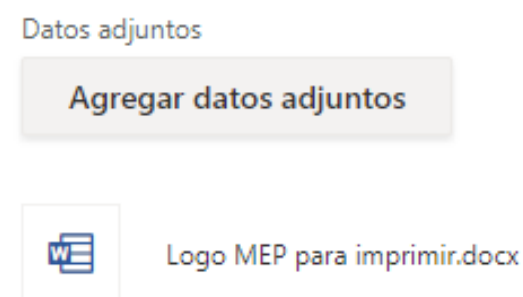 Datos adjuntos
Agregar datos adjuntos
Logo MEP para imprimir.docx